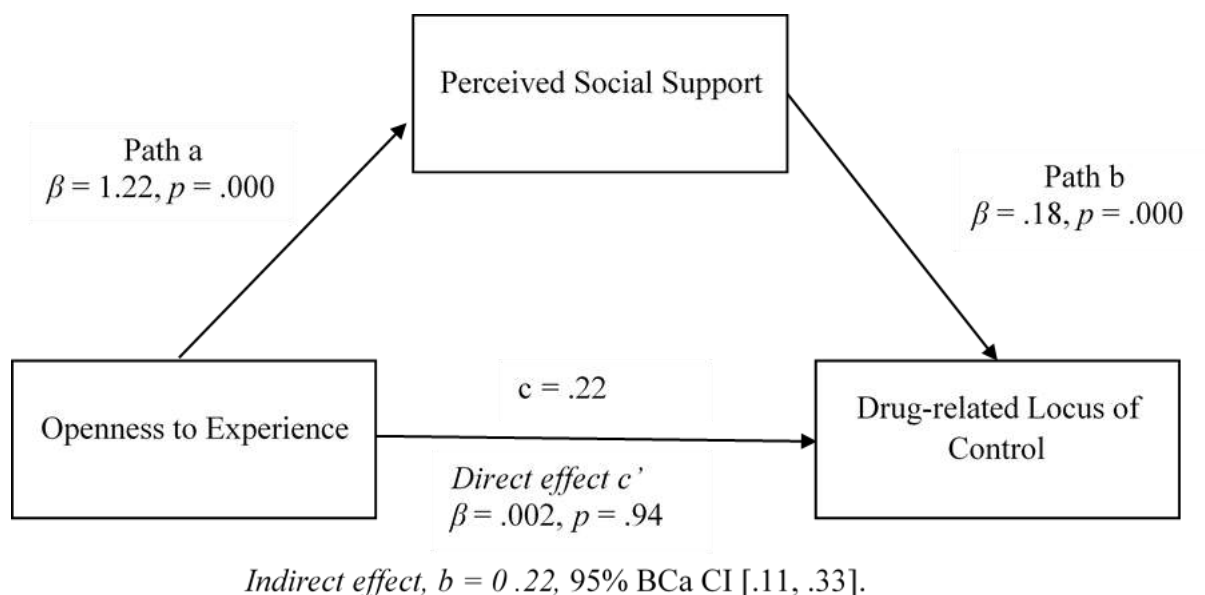 Perceived Social Support
Path a
β = 1.22, p = .000
Path b
β = .18, p = .000
Openness to Experience
c = .22
Drug-related Locus of
Control
Direct effect c’
β = .002, p = .94
Indirect effect, b = 0 .22, 95% BCa CI [.11, .33].